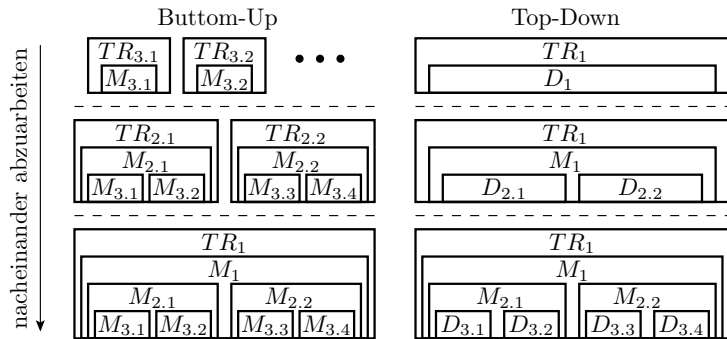 Buttom-Up Top-Down
nacheinander abzuarbeiten
TR3.1 TR3.2 ••• TR1
M3.1 M3.2 D1
TR2.1 TR2.2 TR1
M2.1 M2.2 M1
M3.1 M3.2 M3.3 M3.4 D2.1 D2.2
TR1 TR1
M1 M1
M2.1 M2.2 M2.1 M2.2
M3.1 M3.2 M3.3 M3.4 D3.1 D3.2 D3.3 D3.4